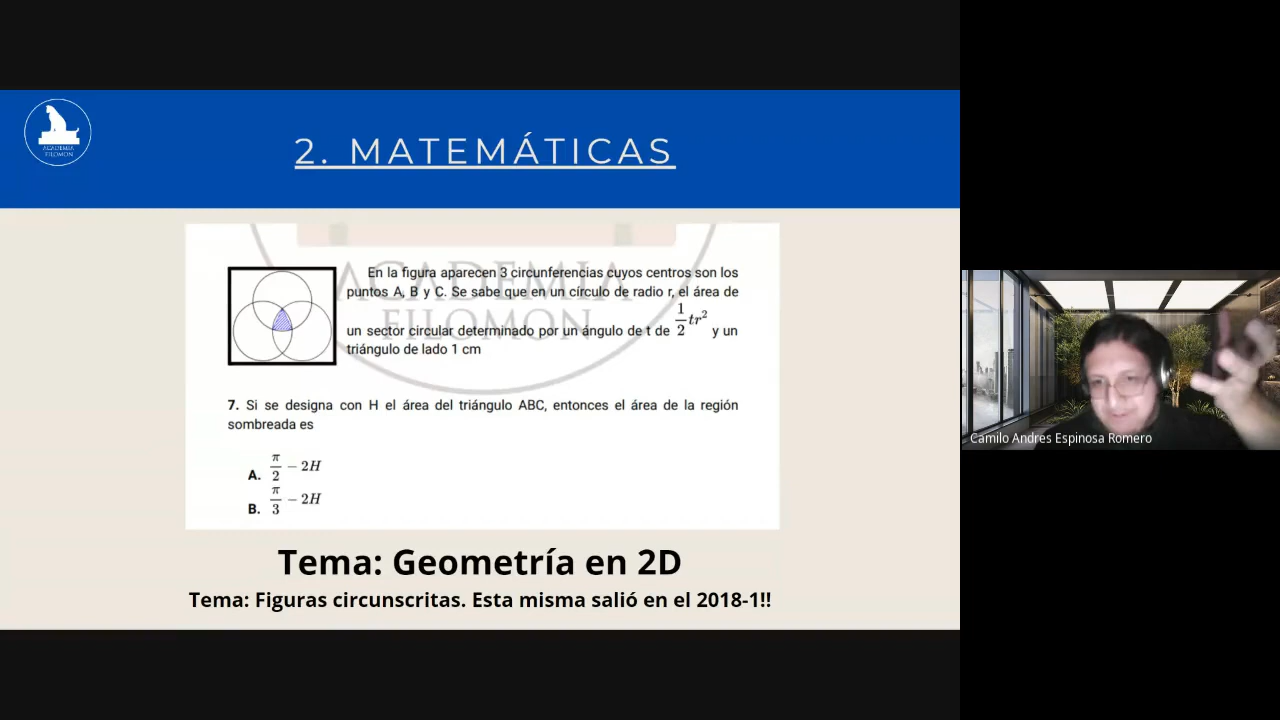 ACADEMIA
FILOMON
2. MATEMÁTICAS
ACADEMIA
FILOMON
En la figura aparecen 3 circunferencias cuyos centros son los
puntos A, B y C. Se sabe que en un círculo de radio r, el área de
un sector circular determinado por un ángulo de t de 1/2 tr² y un
triángulo de lado 1 cm
7. Si se designa con H el área del triángulo ABC, entonces el área de la región
sombreada es
A. π/2 − 2H
B. π/3 − 2H
Tema: Geometría en 2D
Tema: Figuras circunscritas. Esta misma salió en el 2018-1!!
Camilo Andres Espinosa Romero